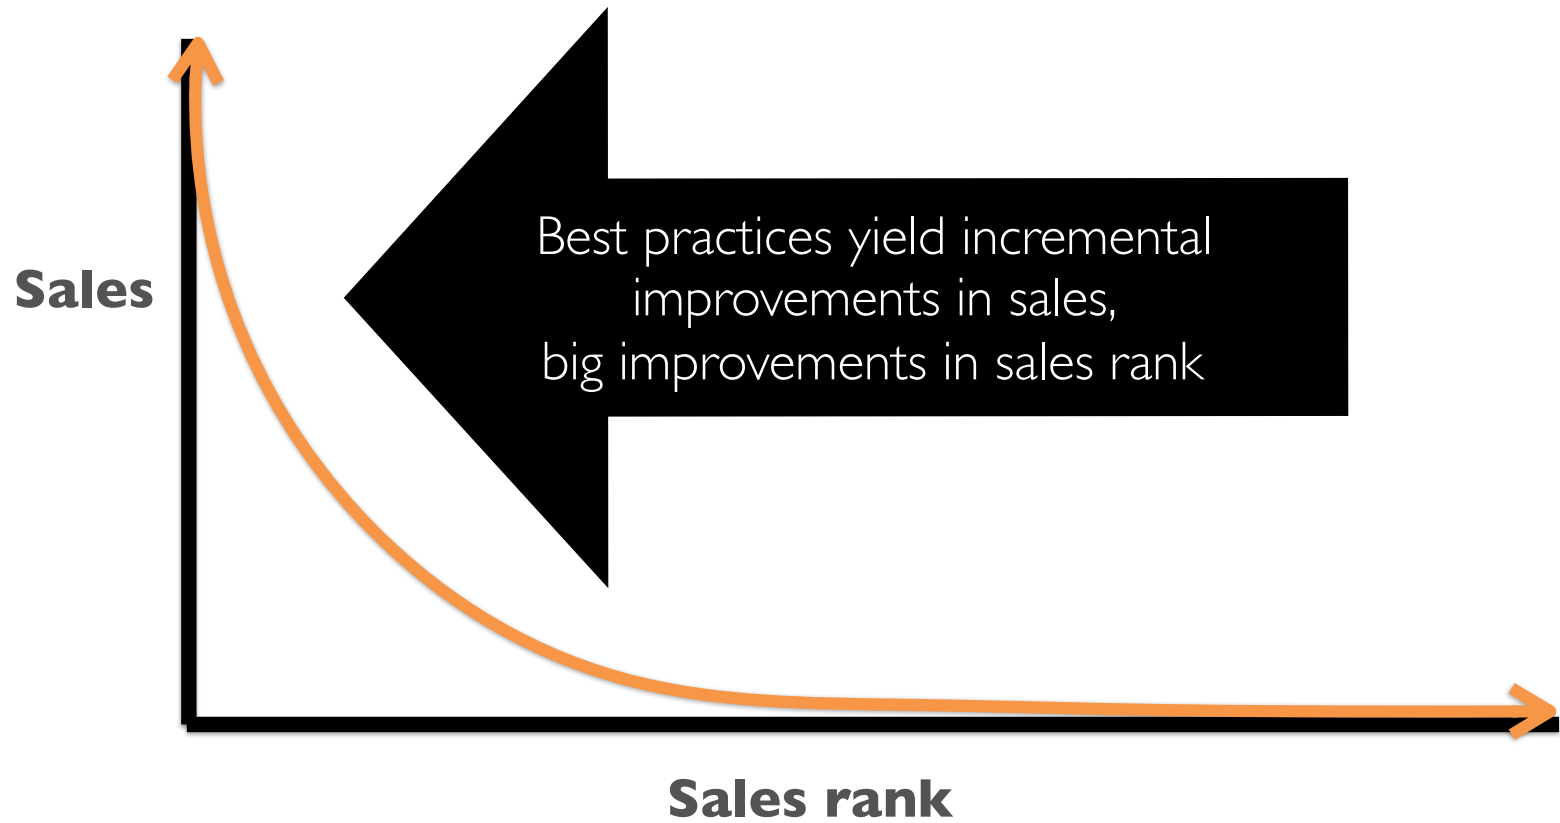 Best practices yield incremental
improvements in sales,
big improvements in sales rank
Sales
Sales rank